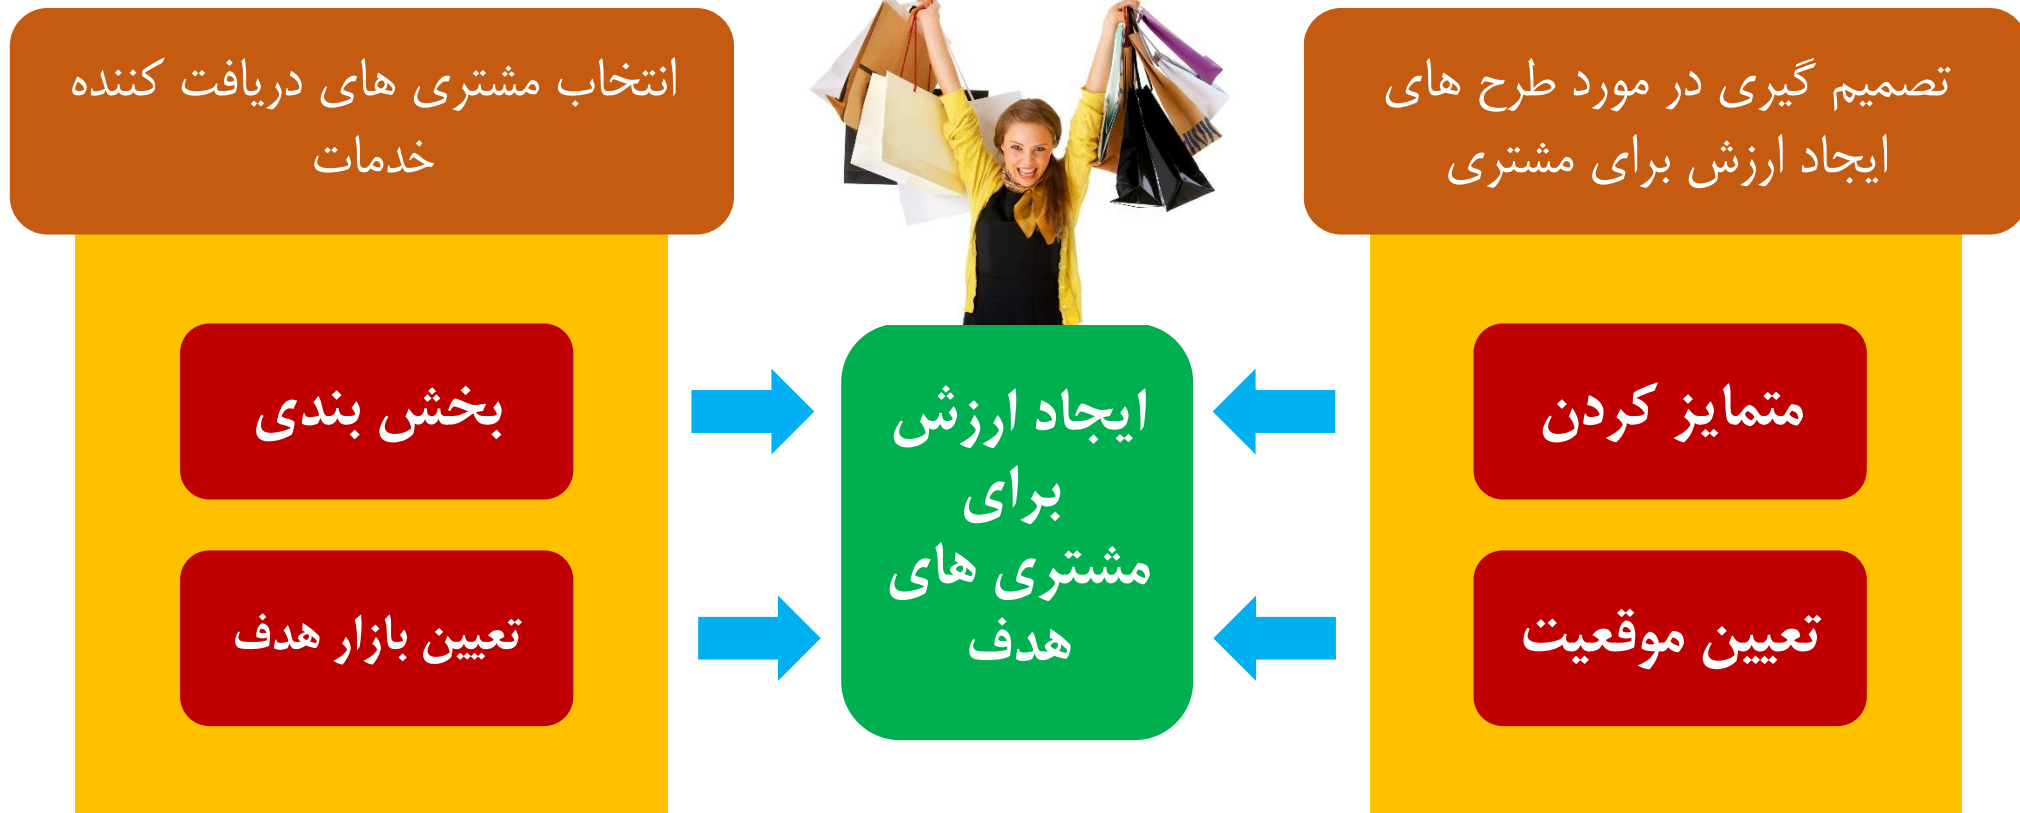 تصمیم گیری در مورد طرح های
ایجاد ارزش برای مشتری
متمایز کردن
تعیین موقعیت
ایجاد ارزش
برای
مشتری های
هدف
انتخاب مشتری های دریافت کننده
خدمات
بخش بندی
تعیین بازار هدف